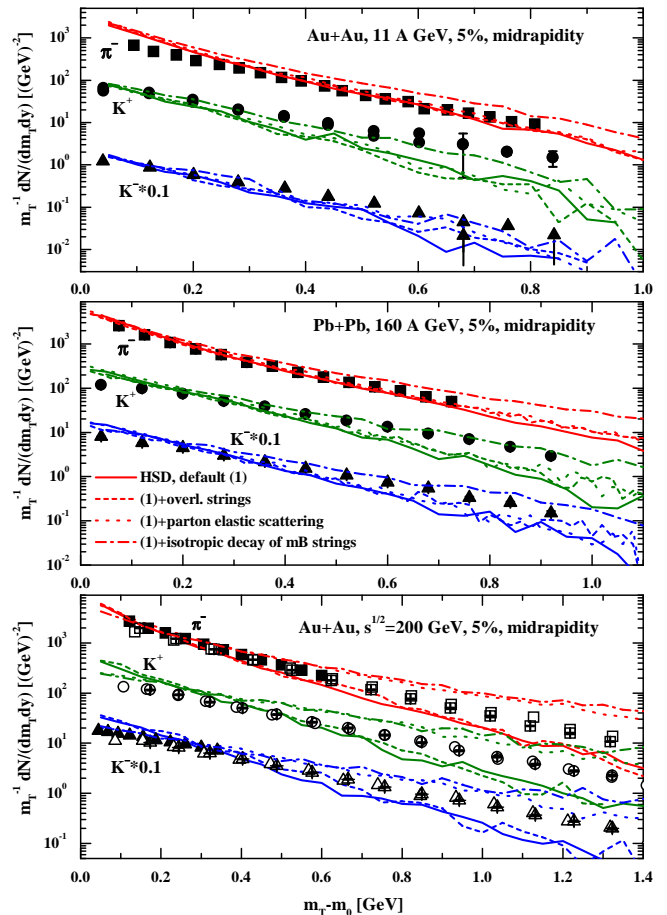 Au+Au, 11 A GeV, 5%, midrapidity
π⁻
K⁺
K⁻*0.1
m_T⁻¹ dN/(dm_Tdy) [(GeV)⁻²]
10³
10²
10¹
10⁰
10⁻¹
10⁻²
0.0 0.2 0.4 0.6 0.8 1.0
Pb+Pb, 160 A GeV, 5%, midrapidity
π⁻
K⁺
K⁻*0.1
HSD, default (1)
(1)+overl. strings
(1)+parton elastic scattering
(1)+isotropic decay of mB strings
m_T⁻¹ dN/(dm_Tdy) [(GeV)⁻²]
10³
10²
10¹
10⁰
10⁻¹
10⁻²
0.0 0.2 0.4 0.6 0.8 1.0
Au+Au, s^1/2=200 GeV, 5%, midrapidity
π⁻
K⁺
K⁻*0.1
m_T⁻¹ dN/(dm_Tdy) [(GeV)⁻²]
10³
10²
10¹
10⁰
10⁻¹
0.0 0.2 0.4 0.6 0.8 1.0 1.2 1.4
m_T-m_0 [GeV]